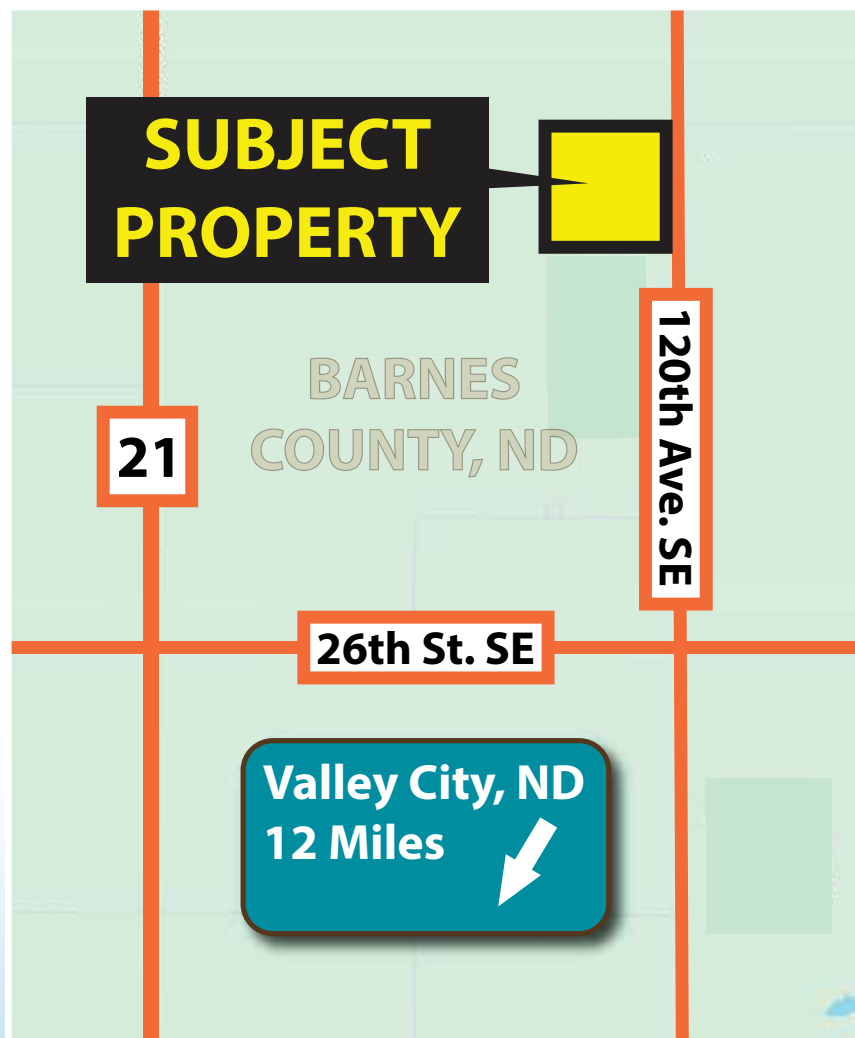 SUBJECT
PROPERTY
BARNES
COUNTY, ND
21
120th Ave. SE
26th St. SE
Valley City, ND
12 Miles